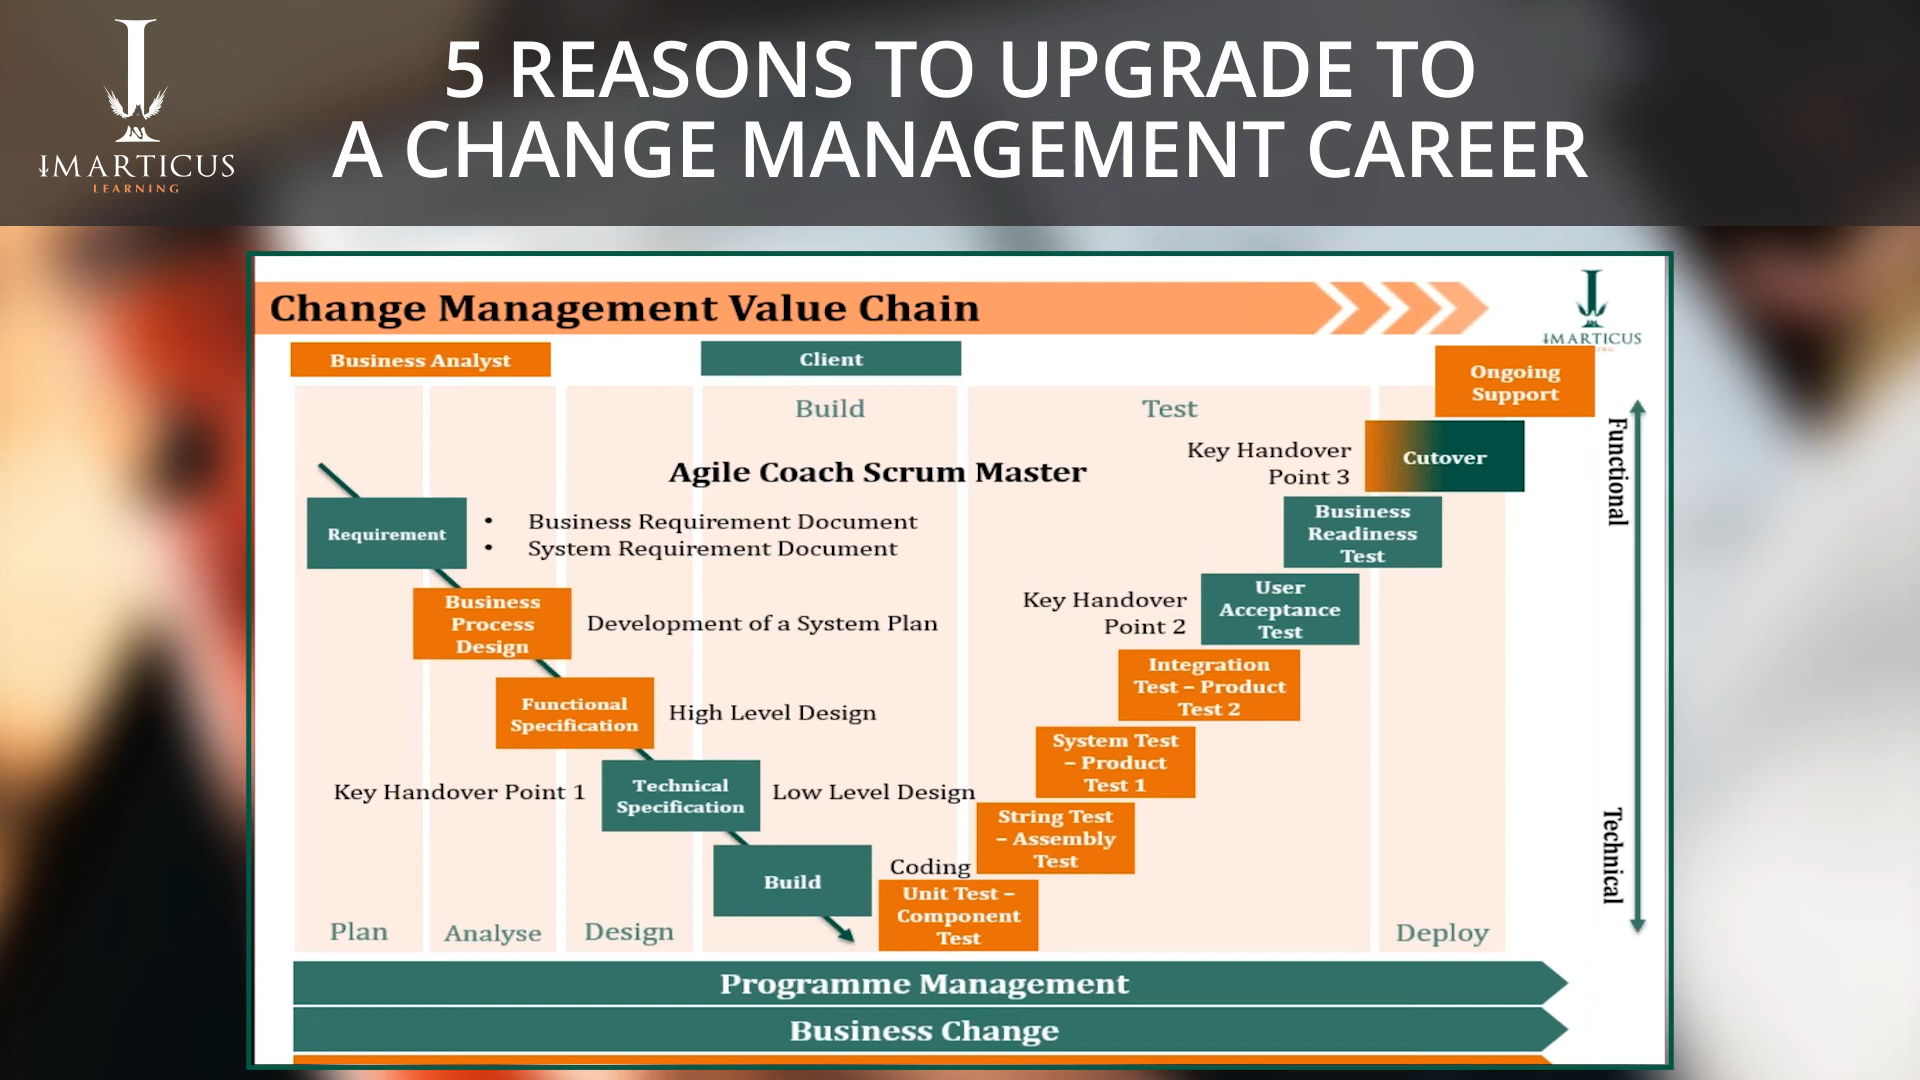 IMARTICUS
LEARNING
5 REASONS TO UPGRADE TO
A CHANGE MANAGEMENT CAREER
Change Management Value Chain
IMARTICUS
Business Analyst
Client
Ongoing
Support
Build
Test
Functional
Key Handover
Point 3
Cutover
Agile Coach Scrum Master
Requirement
• Business Requirement Document
• System Requirement Document
Business
Readiness
Test
Business
Process
Design
Development of a System Plan
Key Handover
Point 2
User
Acceptance
Test
Functional
Specification
High Level Design
Integration
Test – Product
Test 2
Key Handover Point 1
Technical
Specification
Low Level Design
System Test
– Product
Test 1
String Test
– Assembly
Test
Technical
Build
Coding
Unit Test –
Component
Test
Plan
Analyse
Design
Deploy
Programme Management
Business Change